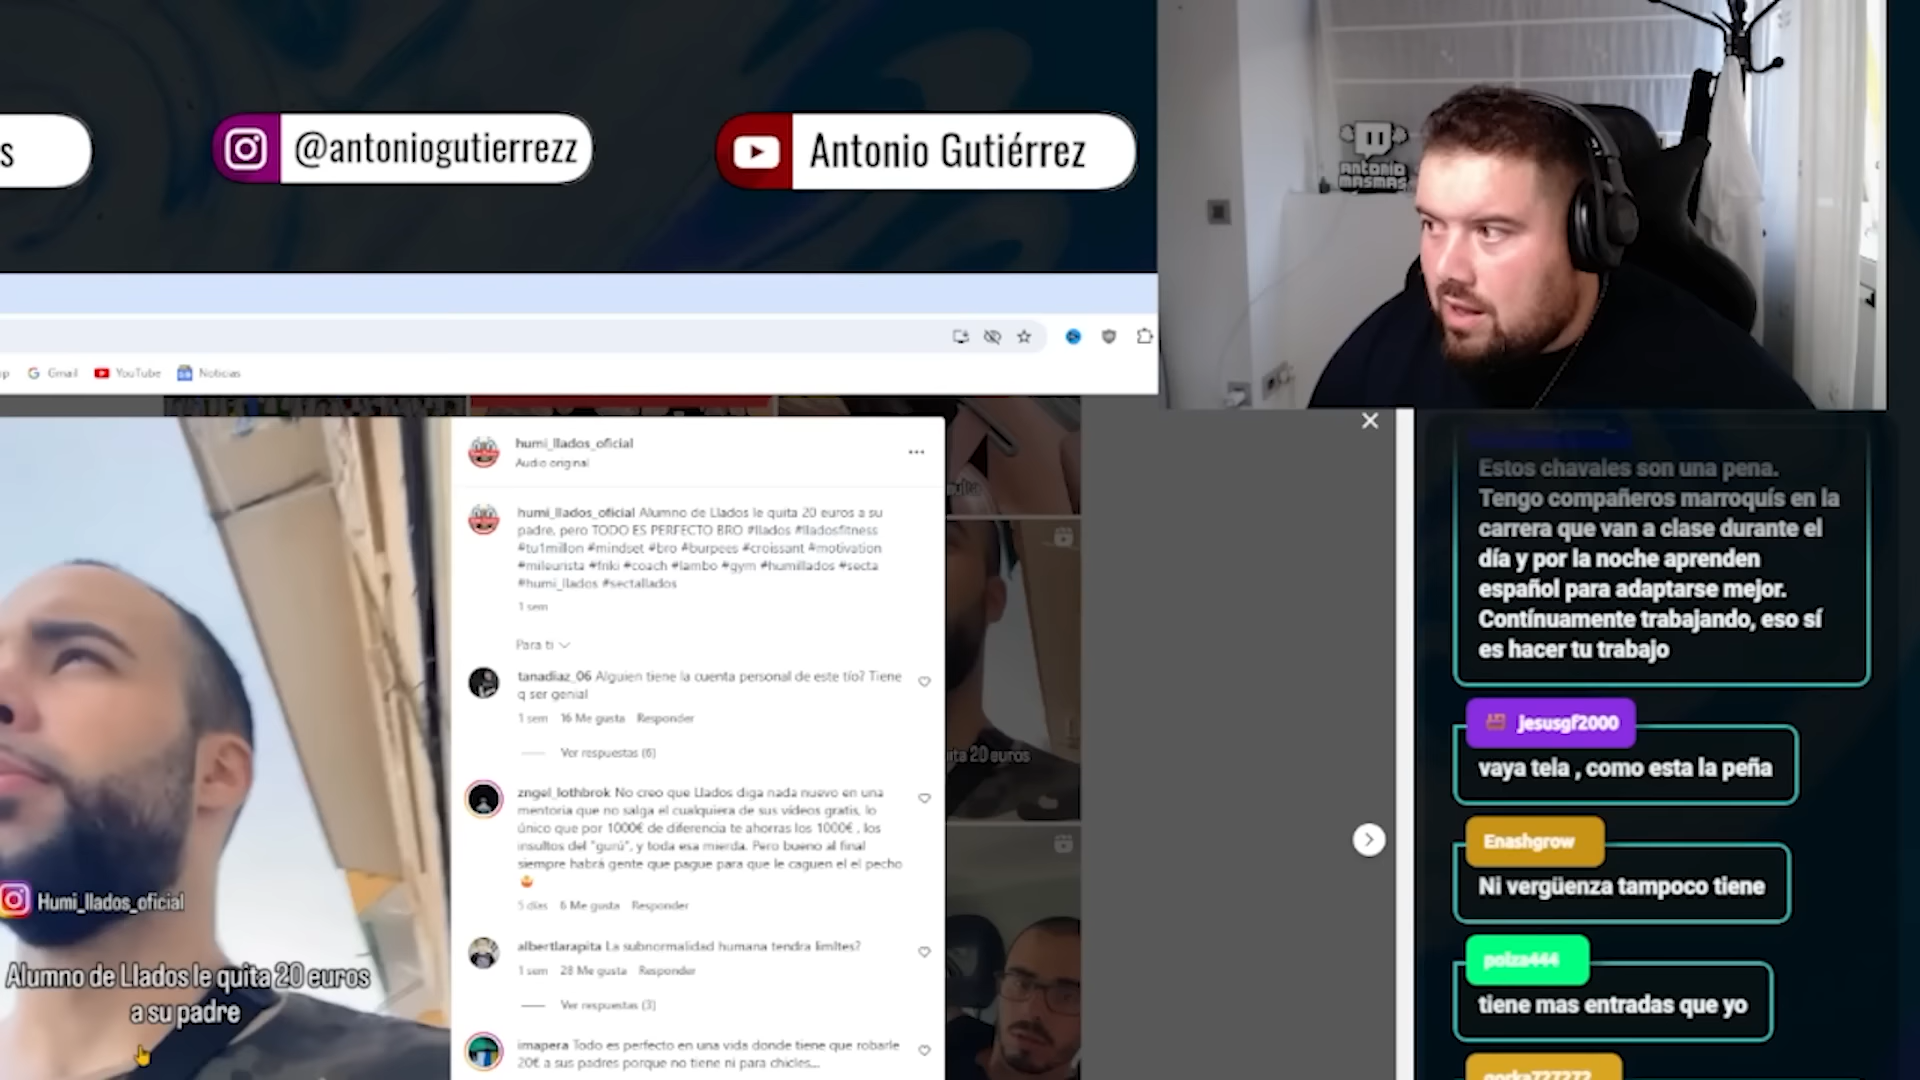 s
@antoniogutierrezz
Antonio Gutiérrez
ANTONIO
MASMAS
Gmail
YouTube
Noticias
humi_llados_oficial
Audio original
humi_llados_oficial Alumno de Llados le quita 20 euros a su
padre, pero TODO ES PERFECTO BRO #llados #lladosfitness
#tu1millon #mindset #bro #burpees #croissant #motivation
#mileurista #friki #coach #lambo #gym #humillados #secta
#humi_llados #sectallados
1 sem
Para ti
tanadiaz_06 Alguien tiene la cuenta personal de este tío? Tiene
q ser genial
1 sem 16 Me gusta Responder
Ver respuestas (6)
zngel_lothbrok No creo que Llados diga nada nuevo en una
mentoria que no salga el cualquiera de sus vídeos gratis, lo
único que por 1000€ de diferencia te ahorras los 1000€ , los
insultos del "gurú", y toda esa mierda. Pero bueno al final
siempre habrá gente que pague para que le caguen el el pecho
5 días 6 Me gusta Responder
albertlarapita La subnormalidad humana tendra limites?
1 sem 28 Me gusta Responder
Ver respuestas (3)
imapera Todo es perfecto en una vida donde tiene que robarle
20€ a sus padres porque no tiene ni para chicles...
Humi_llados_oficial
Alumno de Llados le quita 20 euros
a su padre
ita 20 euros
Estos chavales son una pena.
Tengo compañeros marroquís en la
carrera que van a clase durante el
día y por la noche aprenden
español para adaptarse mejor.
Contínuamente trabajando, eso sí
es hacer tu trabajo
jesusgf2000
vaya tela , como esta la peña
Enashgrow
Ni vergüenza tampoco tiene
polza444
tiene mas entradas que yo